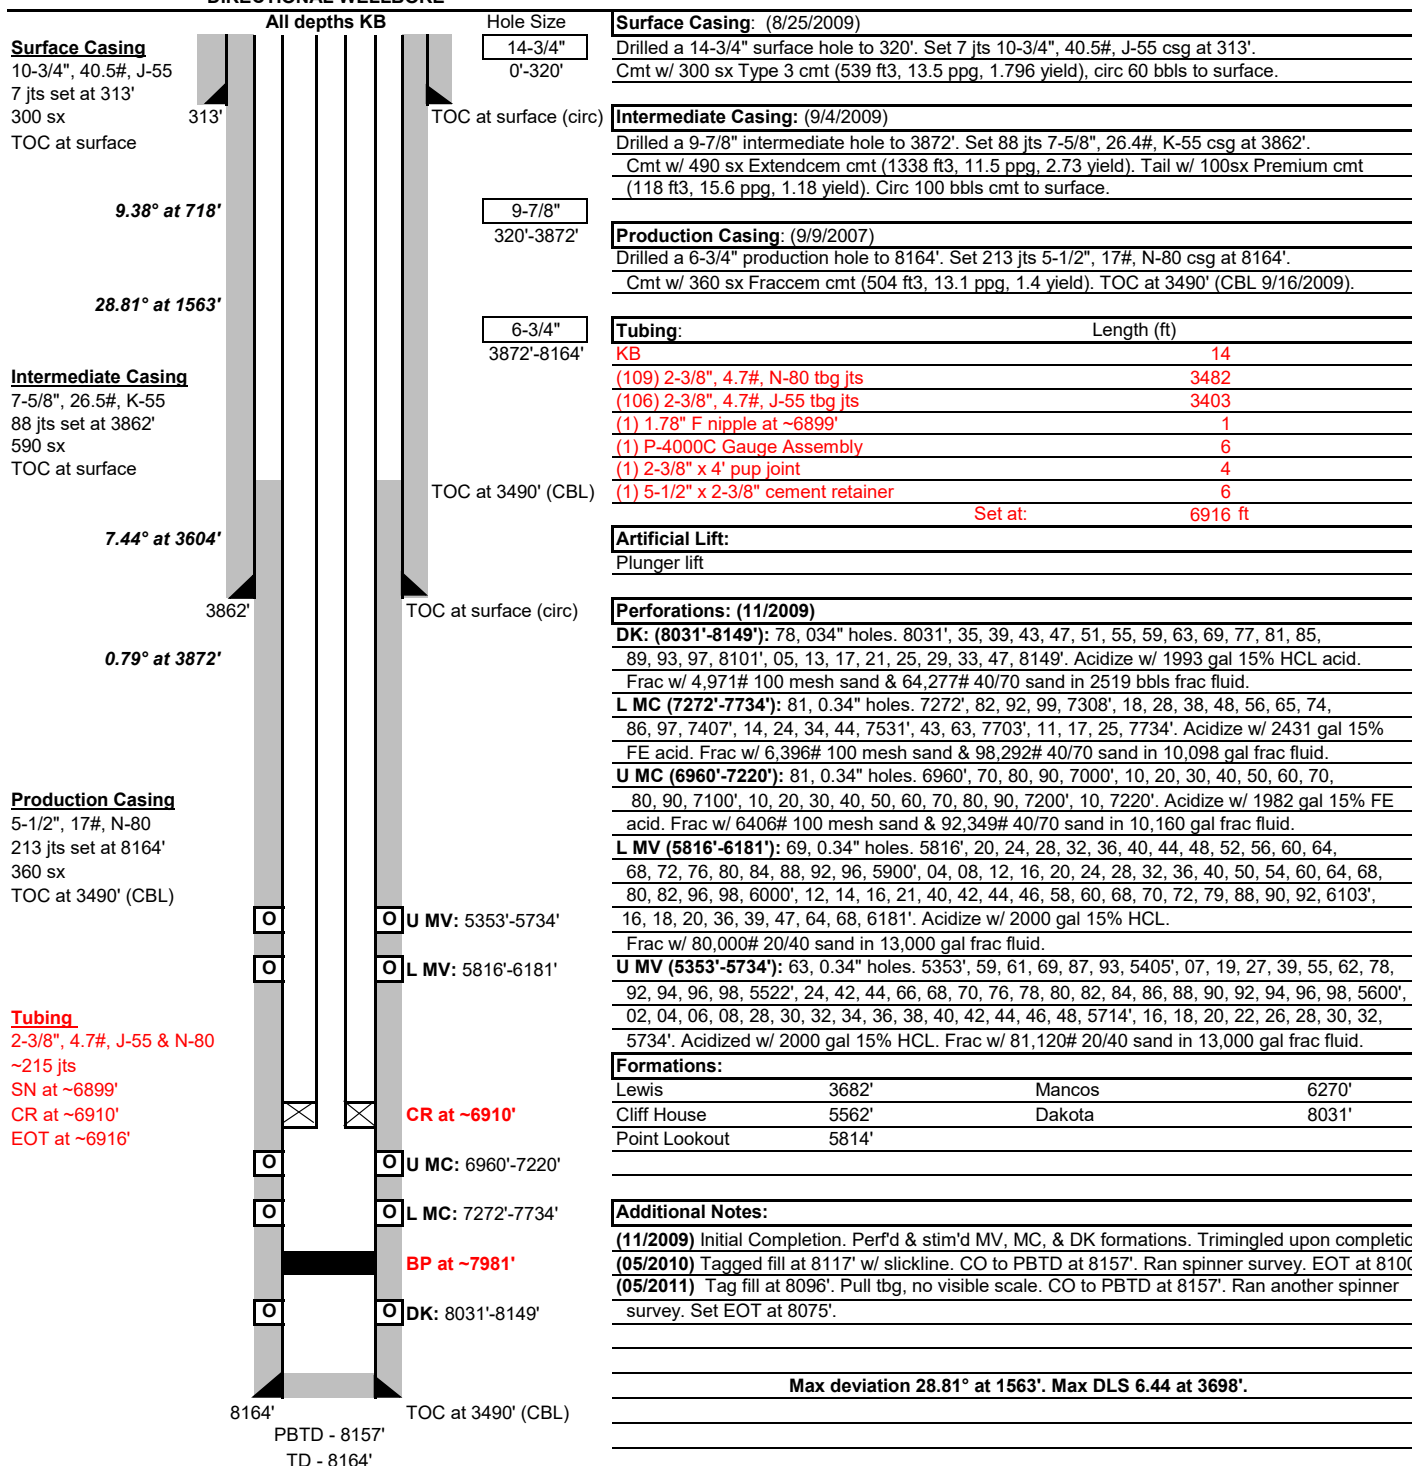 DIRECTIONAL WELLBORE
All depths KB
Hole Size
Surface Casing
10-3/4", 40.5#, J-55
7 jts set at 313'
300 sx
313'
TOC at surface
14-3/4"
0'-320'
TOC at surface (circ)
9.38° at 718'
9-7/8"
320'-3872'
28.81° at 1563'
6-3/4"
3872'-8164'
Intermediate Casing
7-5/8", 26.5#, K-55
88 jts set at 3862'
590 sx
TOC at surface
TOC at 3490' (CBL)
7.44° at 3604'
3862'
TOC at surface (circ)
0.79° at 3872'
Production Casing
5-1/2", 17#, N-80
213 jts set at 8164'
360 sx
TOC at 3490' (CBL)
O O U MV: 5353'-5734'
O O L MV: 5816'-6181'
Tubing
2-3/8", 4.7#, J-55 & N-80
~215 jts
SN at ~6899'
CR at ~6910'
EOT at ~6916'
CR at ~6910'
O O U MC: 6960'-7220'
O O L MC: 7272'-7734'
BP at ~7981'
O O DK: 8031'-8149'
8164'
TOC at 3490' (CBL)
PBTD - 8157'
TD - 8164'
Surface Casing: (8/25/2009)
Drilled a 14-3/4" surface hole to 320'. Set 7 jts 10-3/4", 40.5#, J-55 csg at 313'.
Cmt w/ 300 sx Type 3 cmt (539 ft3, 13.5 ppg, 1.796 yield), circ 60 bbls to surface.
Intermediate Casing: (9/4/2009)
Drilled a 9-7/8" intermediate hole to 3872'. Set 88 jts 7-5/8", 26.4#, K-55 csg at 3862'.
Cmt w/ 490 sx Extendcem cmt (1338 ft3, 11.5 ppg, 2.73 yield). Tail w/ 100sx Premium cmt
(118 ft3, 15.6 ppg, 1.18 yield). Circ 100 bbls cmt to surface.
Production Casing: (9/9/2007)
Drilled a 6-3/4" production hole to 8164'. Set 213 jts 5-1/2", 17#, N-80 csg at 8164'.
Cmt w/ 360 sx Fraccem cmt (504 ft3, 13.1 ppg, 1.4 yield). TOC at 3490' (CBL 9/16/2009).
Tubing: Length (ft)
KB 14
(109) 2-3/8", 4.7#, N-80 tbg jts 3482
(106) 2-3/8", 4.7#, J-55 tbg jts 3403
(1) 1.78" F nipple at ~6899' 1
(1) P-4000C Gauge Assembly 6
(1) 2-3/8" x 4' pup joint 4
(1) 5-1/2" x 2-3/8" cement retainer 6
Set at: 6916 ft
Artificial Lift:
Plunger lift
Perforations: (11/2009)
DK: (8031'-8149'): 78, 034" holes. 8031', 35, 39, 43, 47, 51, 55, 59, 63, 69, 77, 81, 85,
89, 93, 97, 8101', 05, 13, 17, 21, 25, 29, 33, 47, 8149'. Acidize w/ 1993 gal 15% HCL acid.
Frac w/ 4,971# 100 mesh sand & 64,277# 40/70 sand in 2519 bbls frac fluid.
L MC (7272'-7734'): 81, 0.34" holes. 7272', 82, 92, 99, 7308', 18, 28, 38, 48, 56, 65, 74,
86, 97, 7407', 14, 24, 34, 44, 7531', 43, 63, 7703', 11, 17, 25, 7734'. Acidize w/ 2431 gal 15%
FE acid. Frac w/ 6,396# 100 mesh sand & 98,292# 40/70 sand in 10,098 gal frac fluid.
U MC (6960'-7220'): 81, 0.34" holes. 6960', 70, 80, 90, 7000', 10, 20, 30, 40, 50, 60, 70,
80, 90, 7100', 10, 20, 30, 40, 50, 60, 70, 80, 90, 7200', 10, 7220'. Acidize w/ 1982 gal 15% FE
acid. Frac w/ 6406# 100 mesh sand & 92,349# 40/70 sand in 10,160 gal frac fluid.
L MV (5816'-6181'): 69, 0.34" holes. 5816', 20, 24, 28, 32, 36, 40, 44, 48, 52, 56, 60, 64,
68, 72, 76, 80, 84, 88, 92, 96, 5900', 04, 08, 12, 16, 20, 24, 28, 32, 36, 40, 50, 54, 60, 64, 68,
80, 82, 96, 98, 6000', 12, 14, 16, 21, 40, 42, 44, 46, 58, 60, 68, 70, 72, 79, 88, 90, 92, 6103',
16, 18, 20, 36, 39, 47, 64, 68, 6181'. Acidize w/ 2000 gal 15% HCL.
Frac w/ 80,000# 20/40 sand in 13,000 gal frac fluid.
U MV (5353'-5734'): 63, 0.34" holes. 5353', 59, 61, 69, 87, 93, 5405', 07, 19, 27, 39, 55, 62, 78,
92, 94, 96, 98, 5522', 24, 42, 44, 66, 68, 70, 76, 78, 80, 82, 84, 86, 88, 90, 92, 94, 96, 98, 5600',
02, 04, 06, 08, 28, 30, 32, 34, 36, 38, 40, 42, 44, 46, 48, 5714', 16, 18, 20, 22, 26, 28, 30, 32,
5734'. Acidized w/ 2000 gal 15% HCL. Frac w/ 81,120# 20/40 sand in 13,000 gal frac fluid.
Formations:
Lewis 3682' Mancos 6270'
Cliff House 5562' Dakota 8031'
Point Lookout 5814'
Additional Notes:
(11/2009) Initial Completion. Perf'd & stim'd MV, MC, & DK formations. Trimingled upon completio
(05/2010) Tagged fill at 8117' w/ slickline. CO to PBTD at 8157'. Ran spinner survey. EOT at 8100
(05/2011) Tag fill at 8096'. Pull tbg, no visible scale. CO to PBTD at 8157'. Ran another spinner
survey. Set EOT at 8075'.
Max deviation 28.81° at 1563'. Max DLS 6.44 at 3698'.